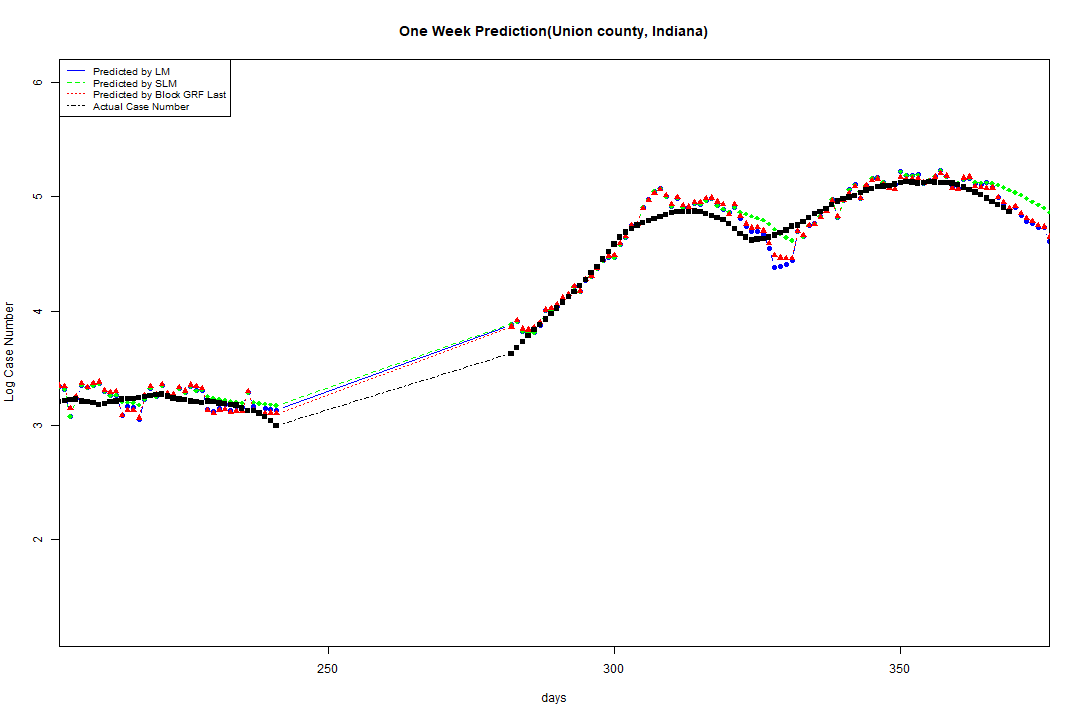 One Week Prediction(Union county, Indiana)
Predicted by LM
Predicted by SLM
Predicted by Block GRF Last
Actual Case Number
6
5
4
3
2
Log Case Number
250 300 350
days